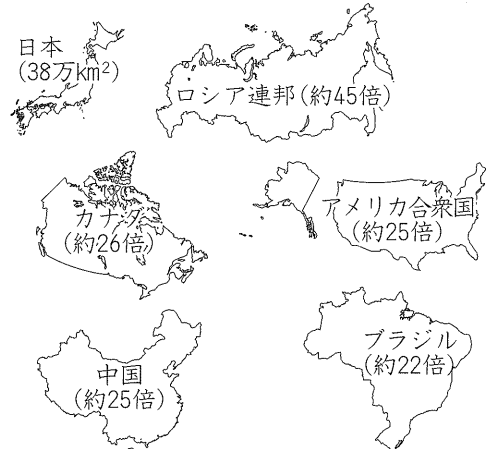 日本
(38万km²)
ロシア連邦(約45倍)
カナダ
(約26倍)
アメリカ合衆国
(約25倍)
中国
(約25倍)
ブラジル
(約22倍)